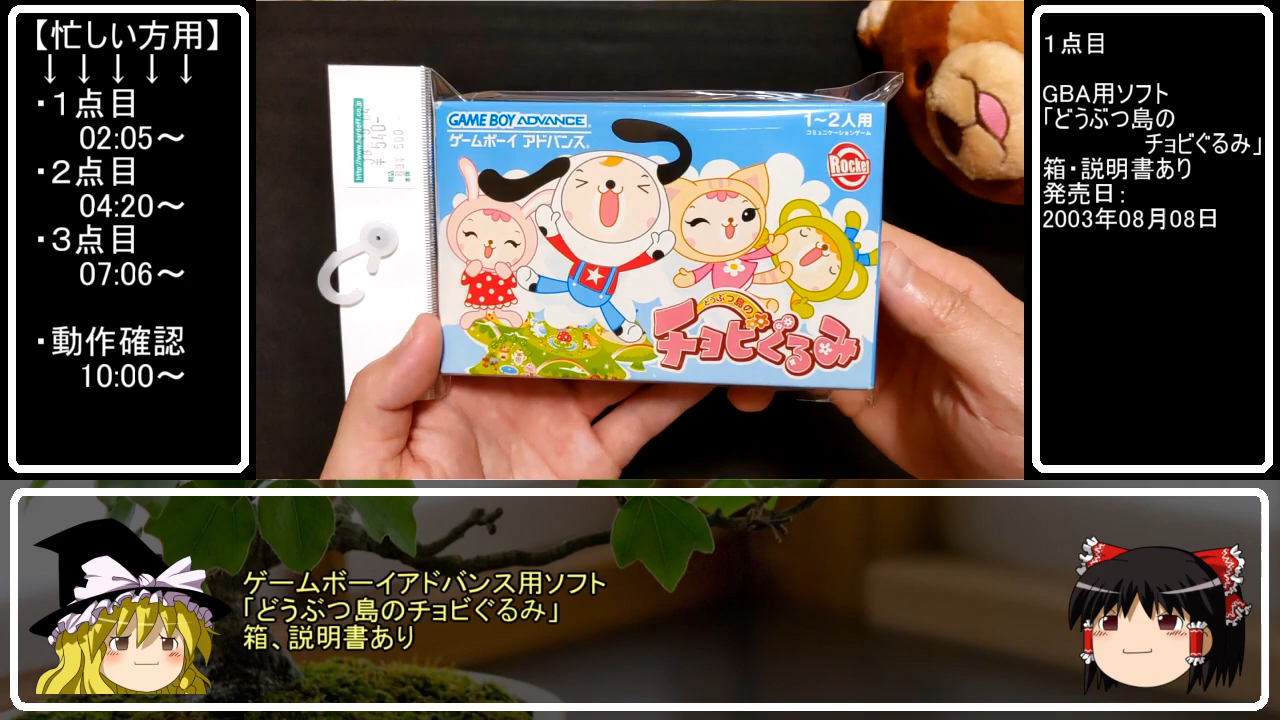 【忙しい方用】
↓↓↓↓↓
・1点目
02:05～
・2点目
04:20～
・3点目
07:06～
・動作確認
10:00～
http://www.hardoff.co.jp
GAME BOY ADVANCE
ゲームボーイ アドバンス
1～2人用
コミュニケーションゲーム
Rocket
どうぶつ島の
チョビぐるみ
1点目
GBA用ソフト
「どうぶつ島の
チョビぐるみ」
箱・説明書あり
発売日:
2003年08月08日
ゲームボーイアドバンス用ソフト
「どうぶつ島のチョビぐるみ」
箱、説明書あり